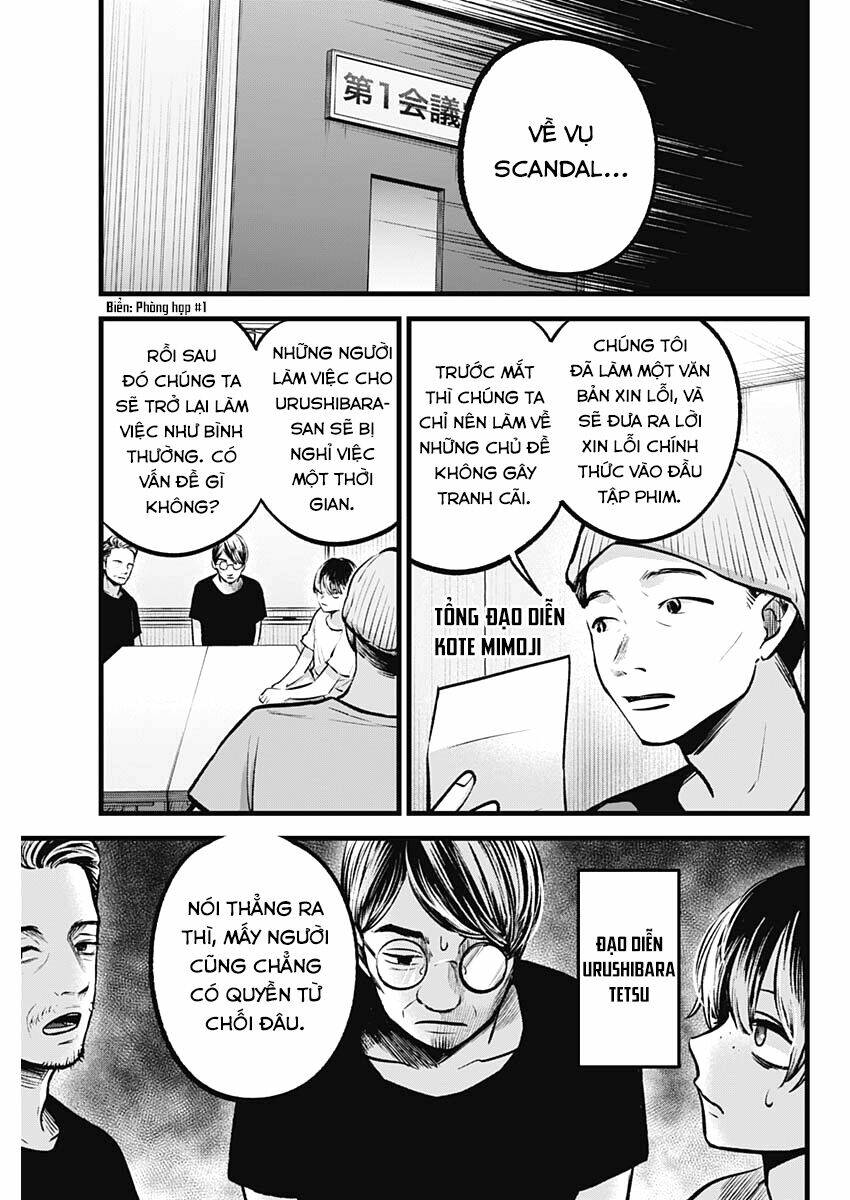 第1会議
VỀ VỤ
SCANDAL...
Biển: Phòng họp #1
CHÚNG TÔI
ĐÃ LÀM MỘT VĂN
BẢN XIN LỖI, VÀ
SẼ ĐƯA RA LỜI
XIN LỖI CHÍNH
THỨC VÀO ĐẦU
TẬP PHIM.
TRƯỚC MẮT
THÌ CHÚNG TA
CHỈ NÊN LÀM VỀ
NHỮNG CHỦ ĐỀ
KHÔNG GÂY
TRANH CÃI.
TỔNG ĐẠO DIỄN
KOTE MIMOJI
NHỮNG NGƯỜI
LÀM VIỆC CHO
URUSHIBARA-
SAN SẼ BỊ
NGHỈ VIỆC
MỘT THỜI
GIAN.
RỒI SAU
ĐÓ CHÚNG TA
SẼ TRỞ LẠI LÀM
VIỆC NHƯ BÌNH
THƯỜNG. CÓ
VẤN ĐỀ GÌ
KHÔNG?
ĐẠO DIỄN
URUSHIBARA
TETSU
NÓI THẲNG RA
THÌ, MẤY NGƯỜI
CŨNG CHẲNG
CÓ QUYỀN TỪ
CHỐI ĐÂU.